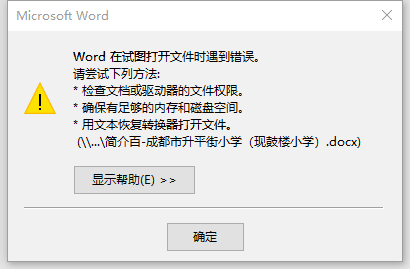 Microsoft Word
Word 在试图打开文件时遇到错误。
请尝试下列方法:
* 检查文档或驱动器的文件权限。
* 确保有足够的内存和磁盘空间。
* 用文本恢复转换器打开文件。
(\\...\简介百-成都市升平街小学（现鼓楼小学）.docx)
显示帮助(E) >>
确定